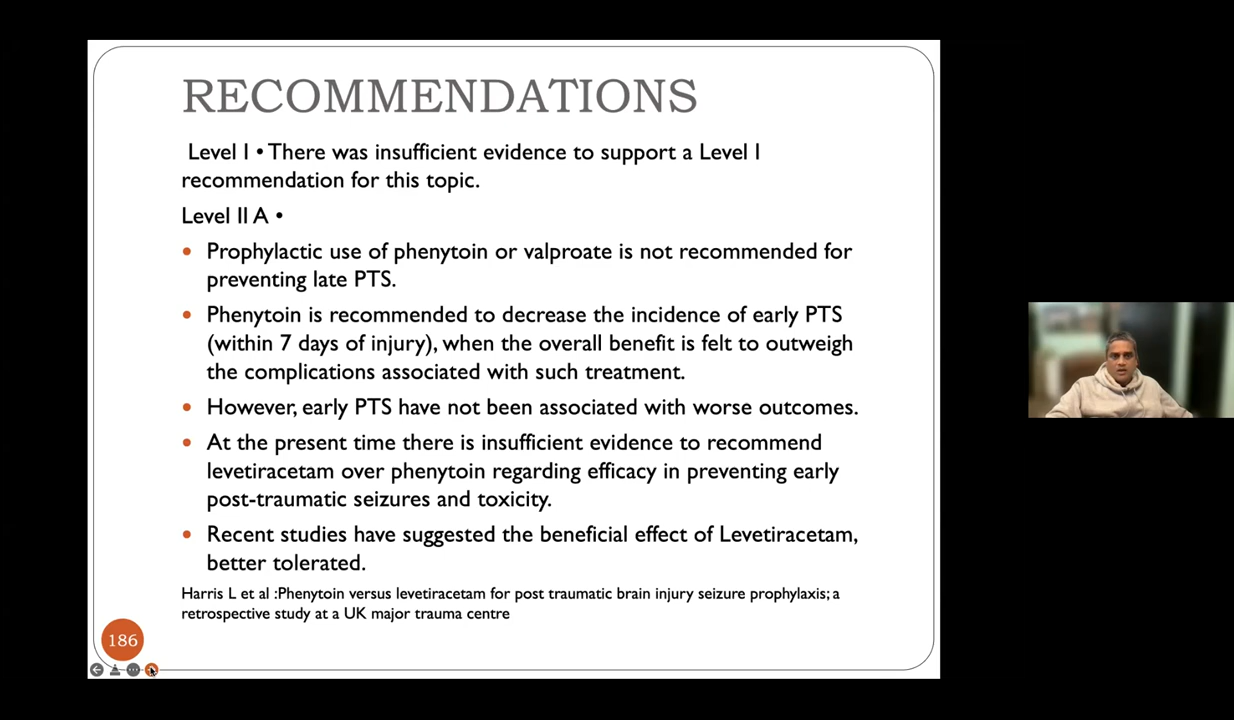 RECOMMENDATIONS
Level I • There was insufficient evidence to support a Level I
recommendation for this topic.
Level II A •
• Prophylactic use of phenytoin or valproate is not recommended for
preventing late PTS.
• Phenytoin is recommended to decrease the incidence of early PTS
(within 7 days of injury), when the overall benefit is felt to outweigh
the complications associated with such treatment.
• However, early PTS have not been associated with worse outcomes.
• At the present time there is insufficient evidence to recommend
levetiracetam over phenytoin regarding efficacy in preventing early
post-traumatic seizures and toxicity.
• Recent studies have suggested the beneficial effect of Levetiracetam,
better tolerated.
Harris L et al :Phenytoin versus levetiracetam for post traumatic brain injury seizure prophylaxis; a
retrospective study at a UK major trauma centre
186